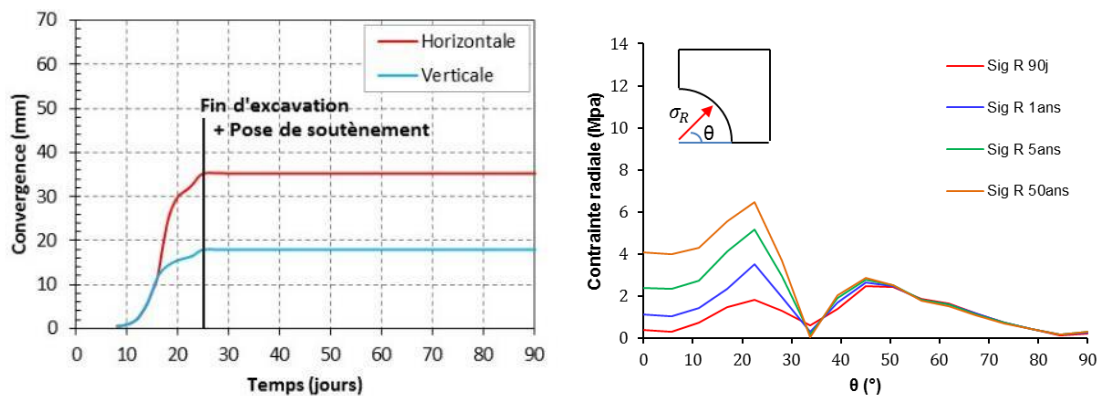 70
60
50
40
30
20
10
0
Convergence (mm)
Horizontale
Verticale
Fin d'excavation
+ Pose de soutènement
0 10 20 30 40 50 60 70 80 90
Temps (jours)
14
12
10
8
6
4
2
0
Contrainte radiale (Mpa)
σR
θ
Sig R 90j
Sig R 1ans
Sig R 5ans
Sig R 50ans
0 10 20 30 40 50 60 70 80 90
θ (°)